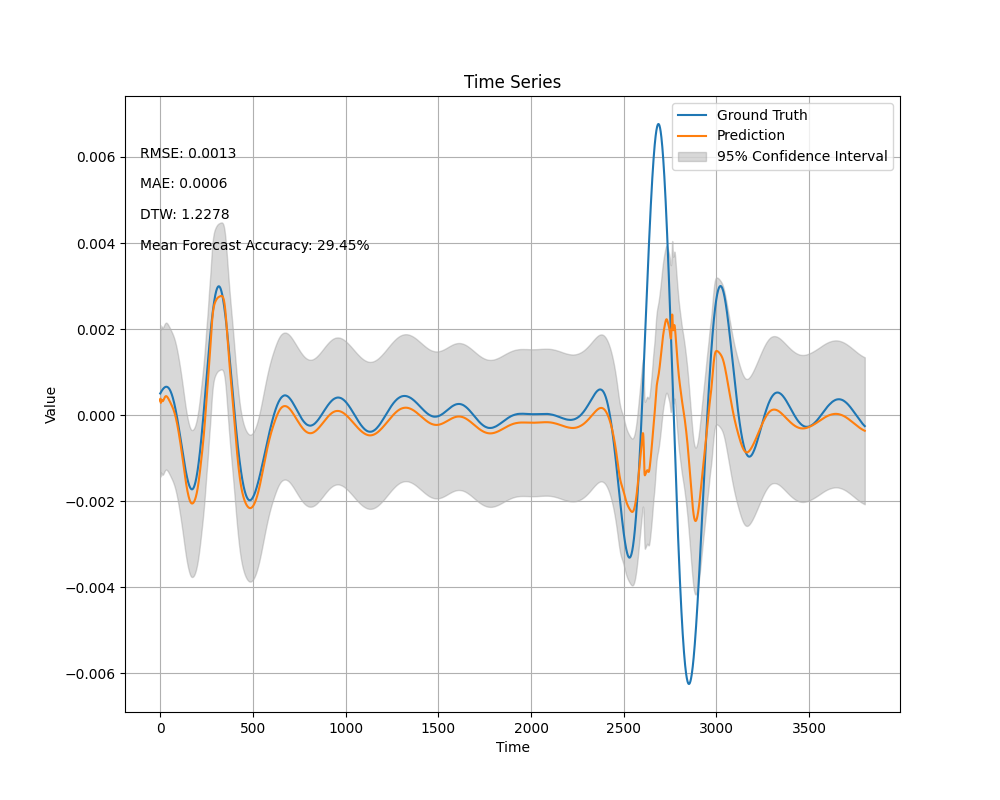 Time Series
Ground Truth
Prediction
95% Confidence Interval
RMSE: 0.0013
MAE: 0.0006
DTW: 1.2278
Mean Forecast Accuracy: 29.45%
Value
0.006
0.004
0.002
0.000
−0.002
−0.004
−0.006
0 500 1000 1500 2000 2500 3000 3500
Time